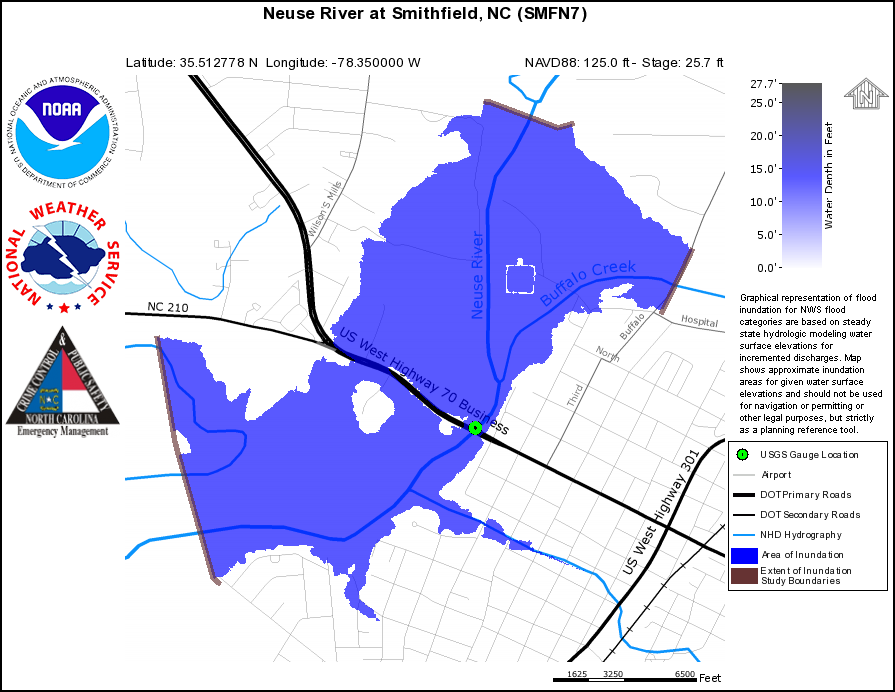 Neuse River at Smithfield, NC (SMFN7)
Latitude: 35.512778 N Longitude: -78.350000 W
NAVD88: 125.0 ft - Stage: 25.7 ft
NATIONAL OCEANIC AND ATMOSPHERIC ADMINISTRATION
NOAA
U.S. DEPARTMENT OF COMMERCE
NATIONAL WEATHER SERVICE
CRIME CONTROL & PUBLIC SAFETY
N C
NORTH CAROLINA
Emergency Management
Wilson'S Mills
NC 210
Neuse River
Buffalo Creek
US West Highway 70 Business
Buffalo
Hospital
North
Third
US West Highway 301
27.7'
25.0'
20.0'
15.0'
10.0'
5.0'
0.0'
Water Depth in Feet
N
Graphical representation of flood
inundation for NWS flood
categories are based on steady
state hydrologic modeling water
surface elevations for
incremented discharges. Map
shows approximate inundation
areas for given water surface
elevations and should not be used
for navigation or permitting or
other legal purposes, but strictly
as a planning reference tool.
USGS Gauge Location
Airport
DOT Primary Roads
DOT Secondary Roads
NHD Hydrography
Area of Inundation
Extent of Inundation
Study Boundaries
1625 3250 6500 Feet